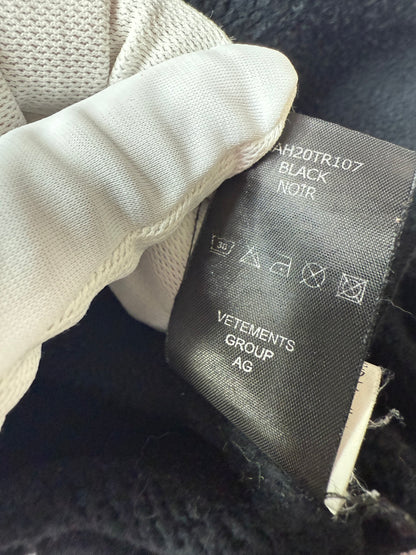 AH20TR107
BLACK
NOIR
30
VETEMENTS
GROUP
AG